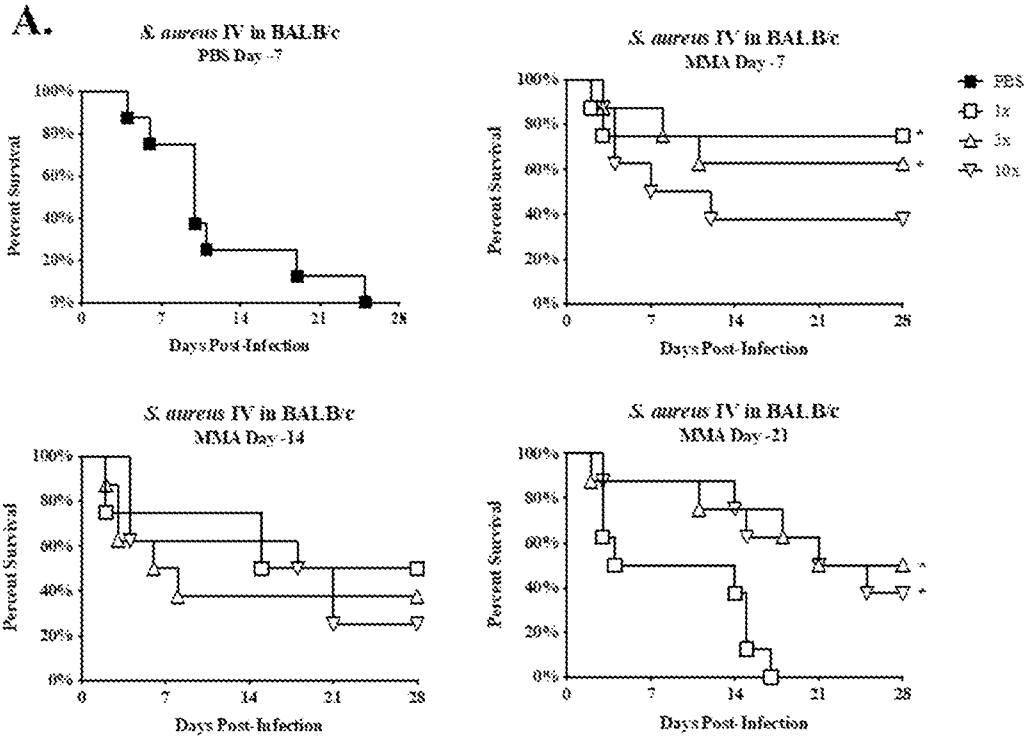 A.
S. aureus IV in BALB/c
PBS Day -7
Percent Survival
100%
80%
60%
40%
20%
0%
0 7 14 21 28
Days Post-Infection
S. aureus IV in BALB/c
MMA Day -7
Percent Survival
100%
80%
60%
40%
20%
0%
*
*
0 7 14 21 28
Days Post-Infection
PBS
1x
3x
10x
S. aureus IV in BALB/c
MMA Day -14
Percent Survival
100%
80%
60%
40%
20%
0%
0 7 14 21 28
Days Post-Infection
S. aureus IV in BALB/c
MMA Day -21
Percent Survival
100%
80%
60%
40%
20%
0%
*
*
0 7 14 21 28
Days Post-Infection